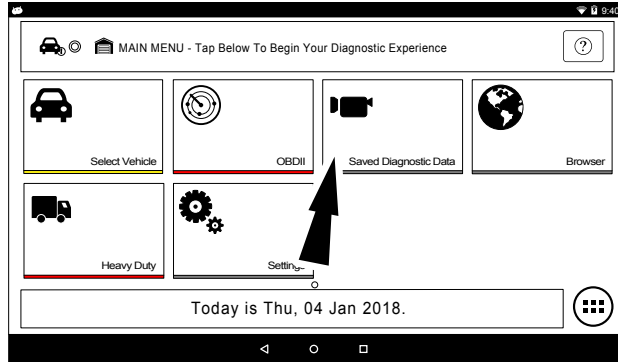 9:40
MAIN MENU - Tap Below To Begin Your Diagnostic Experience
?
Select Vehicle
OBDII
Saved Diagnostic Data
Browser
Heavy Duty
Today is Thu, 04 Jan 2018.